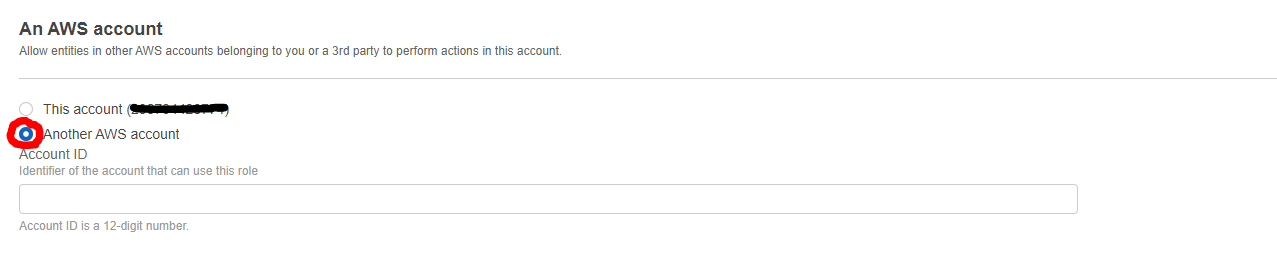 An AWS account
Allow entities in other AWS accounts belonging to you or a 3rd party to perform actions in this account.
This account (
Another AWS account
Account ID
Identifier of the account that can use this role
Account ID is a 12-digit number.